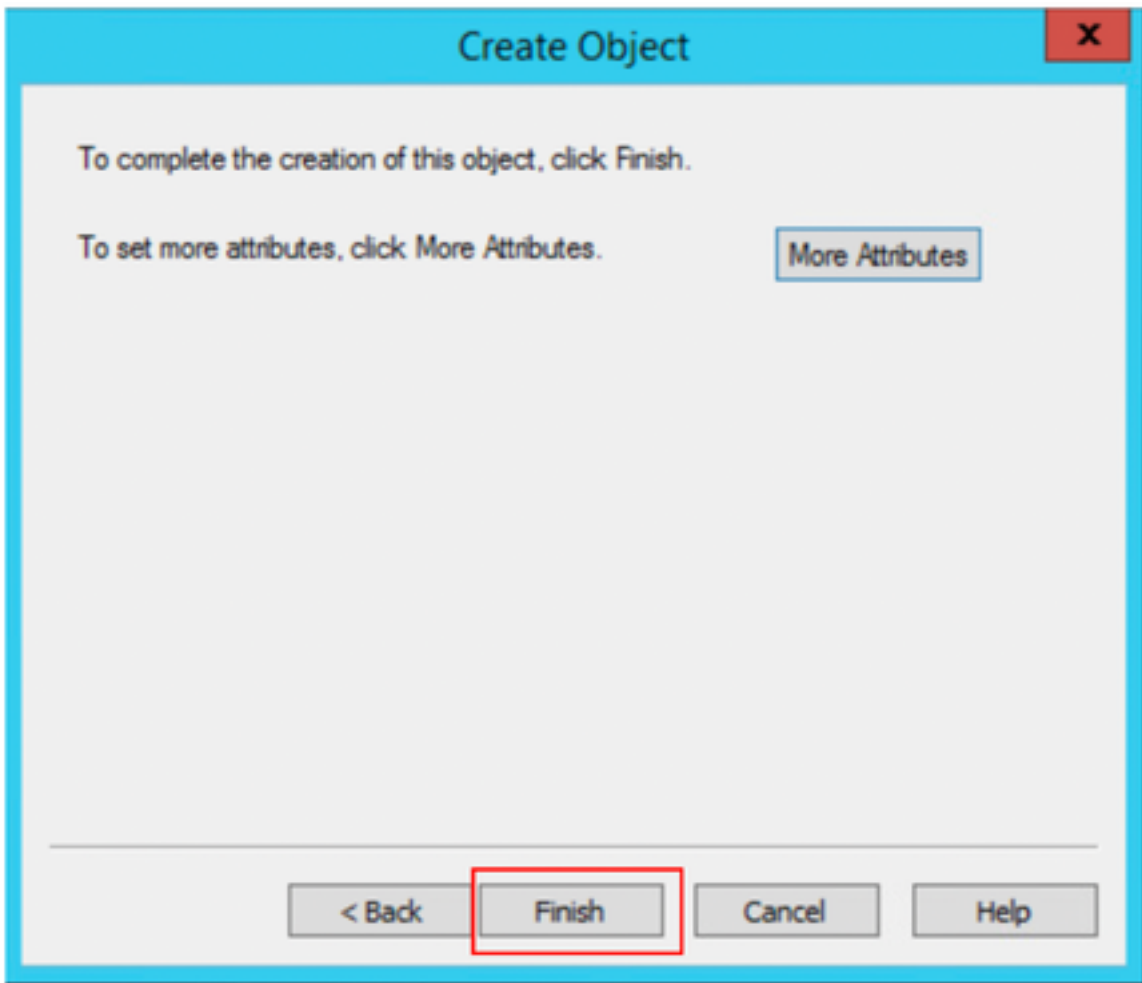 Create Object
x
To complete the creation of this object, click Finish.
To set more attributes, click More Attributes.
More Attributes
< Back
Finish
Cancel
Help